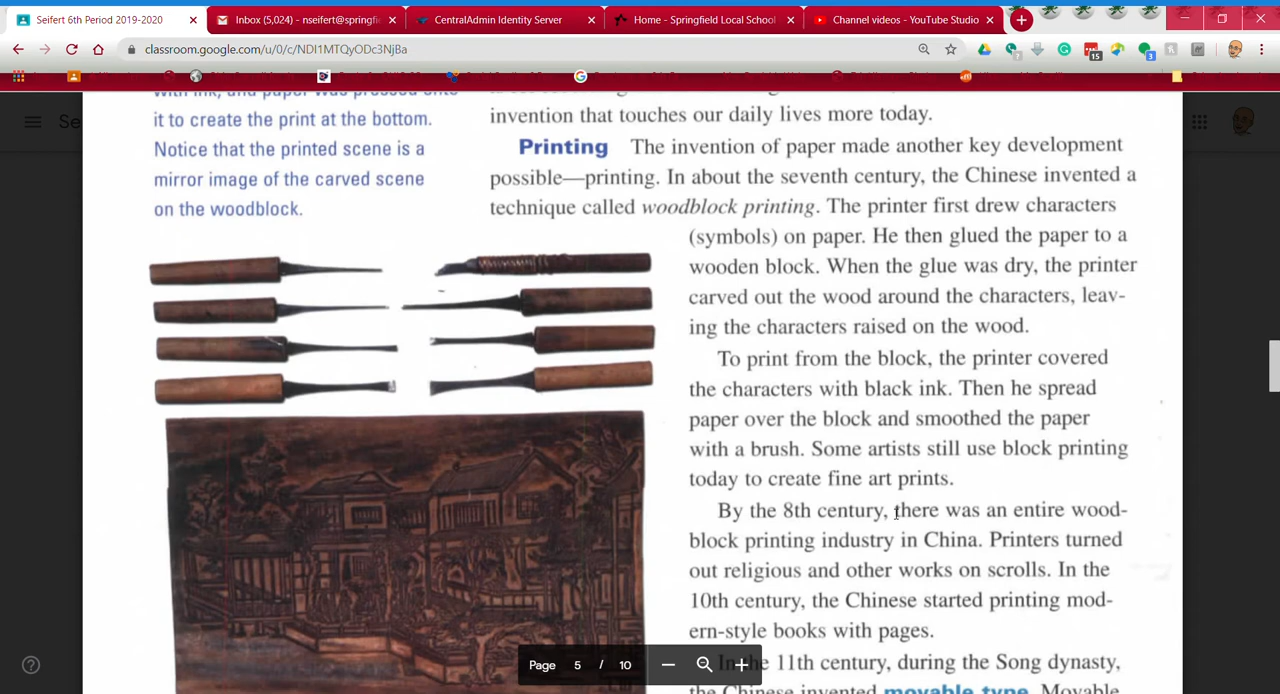 Seifert 6th Period 2019-2020
Inbox (5,024) - nseifert@springfi
CentralAdmin Identity Server
Home - Springfield Local School
Channel videos - YouTube Studio
classroom.google.com/u/0/c/NDI1MTQyODc3NjBa
it to create the print at the bottom.
Notice that the printed scene is a
mirror image of the carved scene
on the woodblock.
invention that touches our daily lives more today.
Printing The invention of paper made another key development
possible—printing. In about the seventh century, the Chinese invented a
technique called woodblock printing. The printer first drew characters
(symbols) on paper. He then glued the paper to a
wooden block. When the glue was dry, the printer
carved out the wood around the characters, leav-
ing the characters raised on the wood.
To print from the block, the printer covered
the characters with black ink. Then he spread
paper over the block and smoothed the paper
with a brush. Some artists still use block printing
today to create fine art prints.
By the 8th century, there was an entire wood-
block printing industry in China. Printers turned
out religious and other works on scrolls. In the
10th century, the Chinese started printing mod-
ern-style books with pages.
In the 11th century, during the Song dynasty,
the Chinese invented movable type. Movable
Page 5 / 10